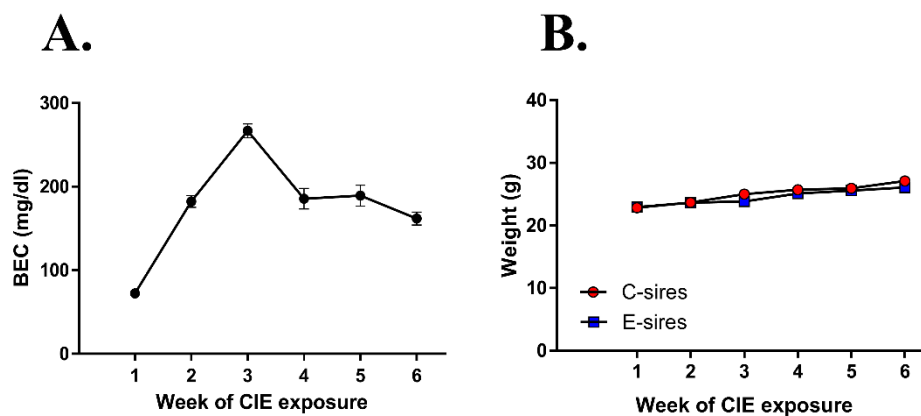 A.
BEC (mg/dl)
300
200
100
0
1 2 3 4 5 6
Week of CIE exposure
B.
Weight (g)
40
30
20
10
0
C-sires
E-sires
1 2 3 4 5 6
Week of CIE exposure